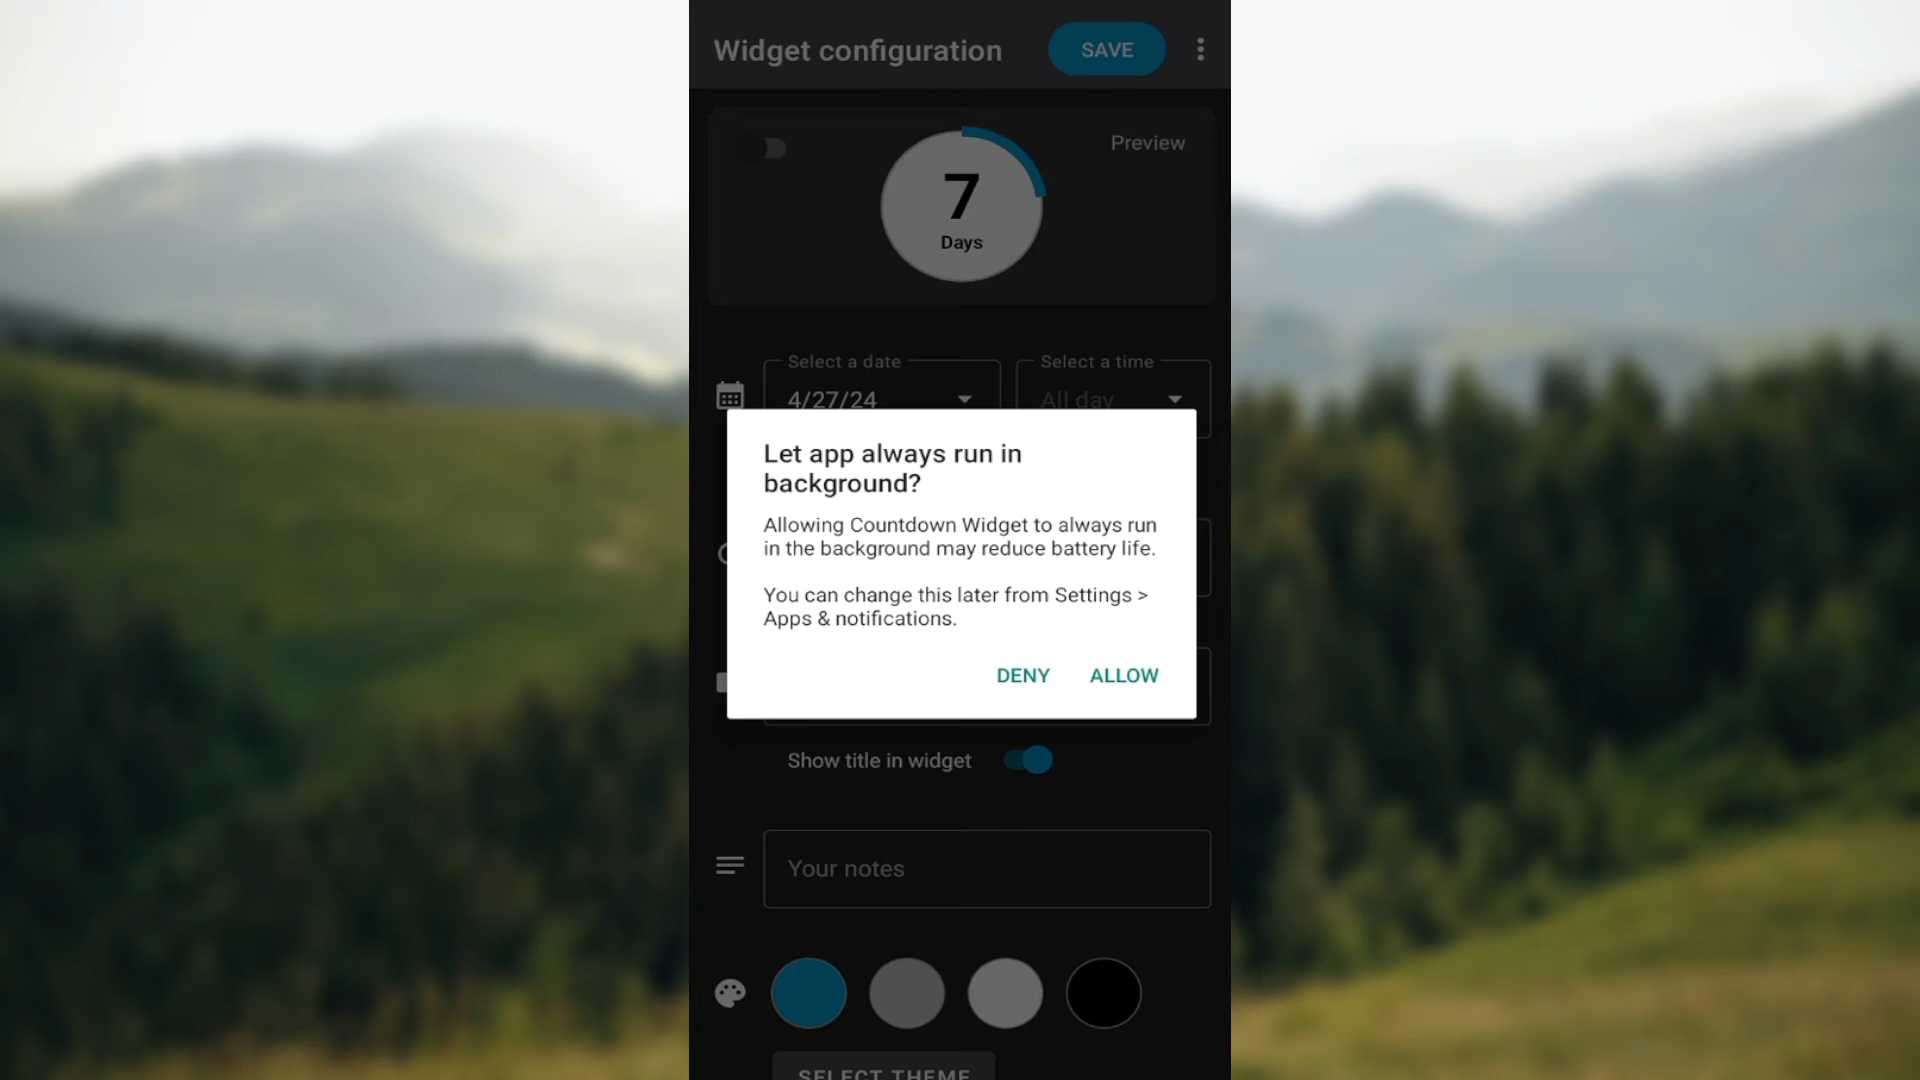 Widget configuration
SAVE
Preview
7
Days
Select a date
Select a time
4/27/24
All day
Let app always run in
background?
Allowing Countdown Widget to always run
in the background may reduce battery life.
You can change this later from Settings >
Apps & notifications.
DENY
ALLOW
Show title in widget
Your notes
SELECT THEME